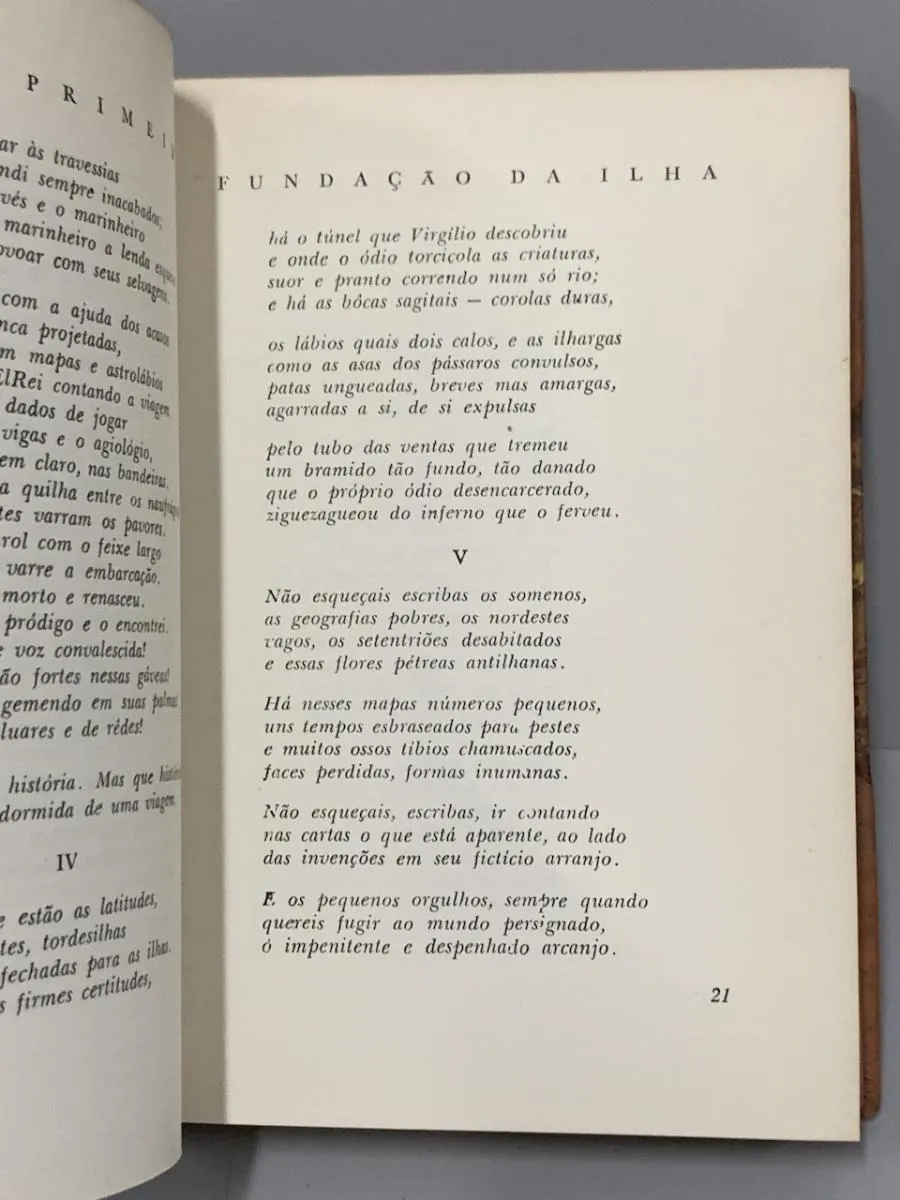 P R I M E I
ar às travessias
ndi sempre inacabados;
vés e o marinheiro
marinheiro a lenda
ovoar com seus selvagens.
com a ajuda dos acasos
nca projetadas,
m mapas e astrolábios
ElRei contando a viagem
dados de jogar
vigas e o agiológio,
em claro, nas bandeiras.
a quilha entre os
tes varram os pavores.
rol com o feixe largo
varre a embarcação.
morto e renasceu.
pródigo e o encontrei.
e voz convalescida!
ão fortes nessas gáveas!
gemendo em suas palmas
luares e de rêdes!
história. Mas que
dormida de uma viagem.
IV
e estão as latitudes,
tes, tordesilhas
fechadas para as ilhas.
s firmes certitudes,
FUNDAÇÃO DA ILHA
há o túnel que Virgílio descobriu
e onde o ódio torcicola as criaturas,
suor e pranto correndo num só rio;
e há as bôcas sagitais — corolas duras,
os lábios quais dois calos, e as ilhargas
como as asas dos pássaros convulsos,
patas ungueadas, breves mas amargas,
agarradas a si, de si expulsas
pelo tubo das ventas que tremeu
um bramido tão fundo, tão danado
que o próprio ódio desencarcerado,
ziguezagueou do inferno que o ferveu.
V
Não esqueçais escribas os somenos,
as geografias pobres, os nordestes
vagos, os setentriões desabitados
e essas flores pétreas antilhanas.
Há nesses mapas números pequenos,
uns tempos esbraseados para pestes
e muitos ossos tíbios chamuscados,
faces perdidas, formas inumanas.
Não esqueçais, escribas, ir contando
nas cartas o que está aparente, ao lado
das invenções em seu fictício arranjo.
E os pequenos orgulhos, sempre quando
quereis fugir ao mundo persignado,
ó impenitente e despenhado arcanjo.
21